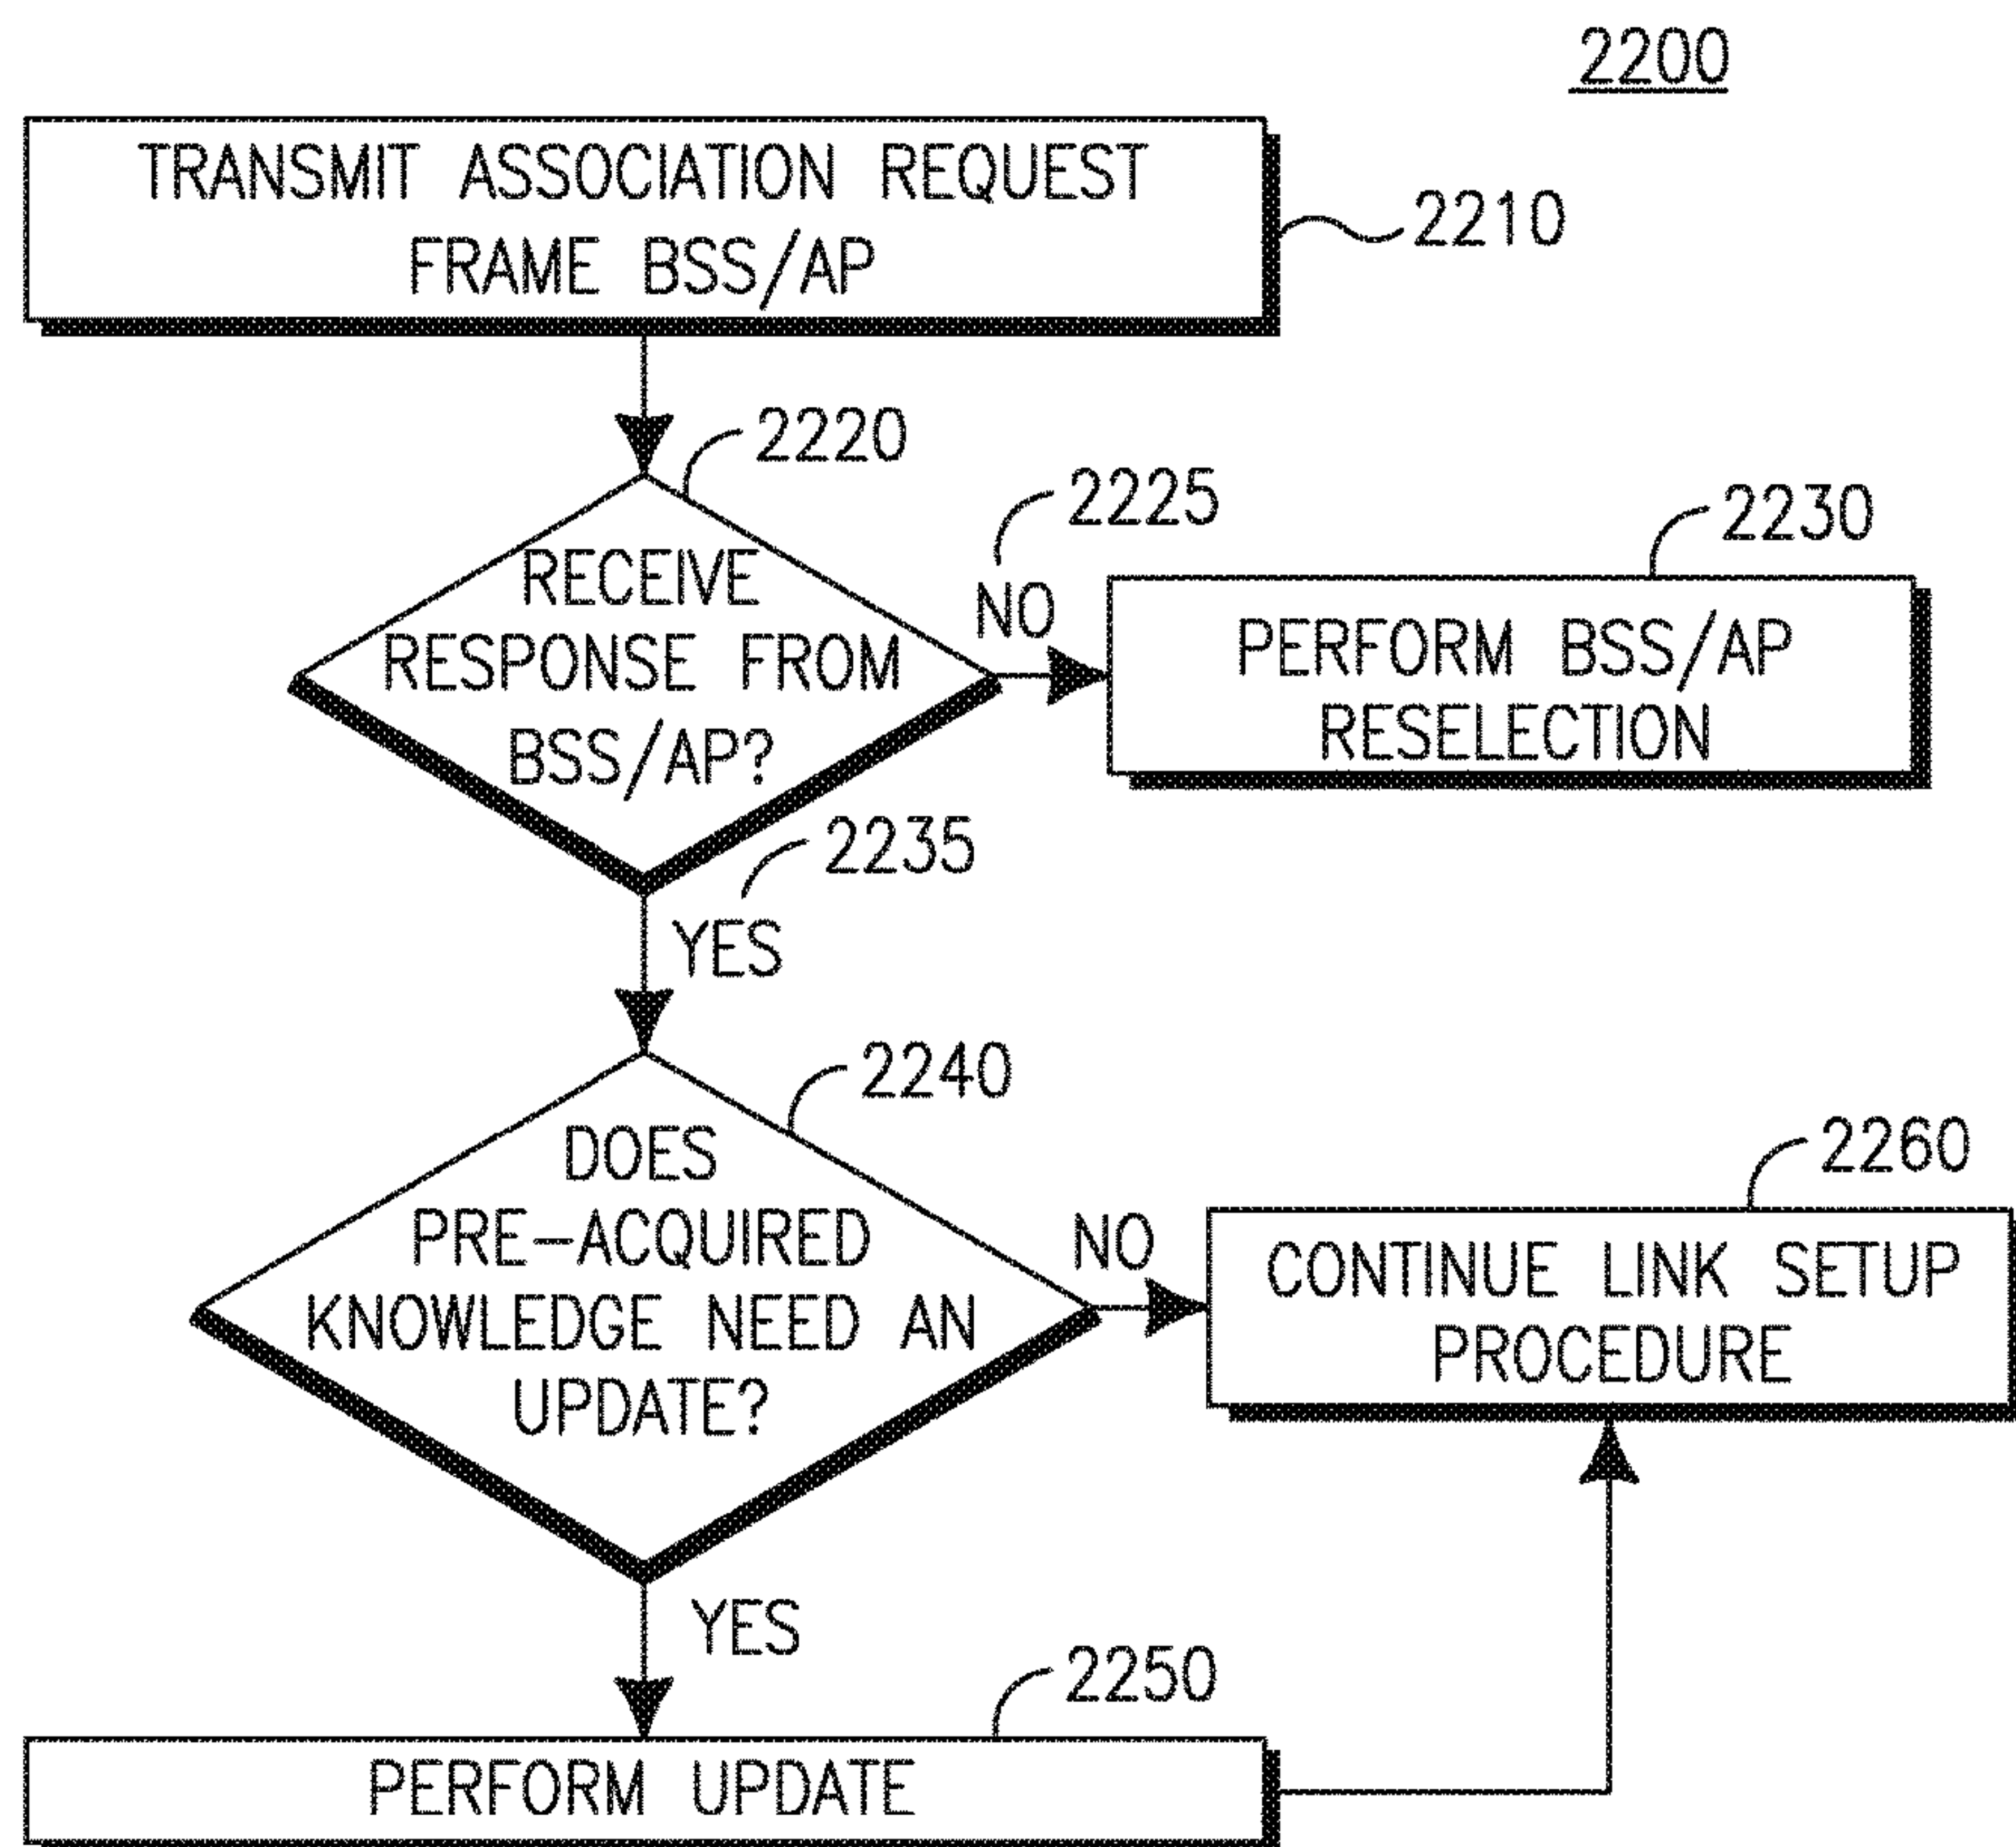 2200
TRANSMIT ASSOCIATION REQUEST
FRAME BSS/AP
2210
2220
RECEIVE
RESPONSE FROM
BSS/AP?
2225
NO
2230
PERFORM BSS/AP
RESELECTION
2235
YES
2240
DOES
PRE-ACQUIRED
KNOWLEDGE NEED AN
UPDATE?
NO
2260
CONTINUE LINK SETUP
PROCEDURE
YES
2250
PERFORM UPDATE